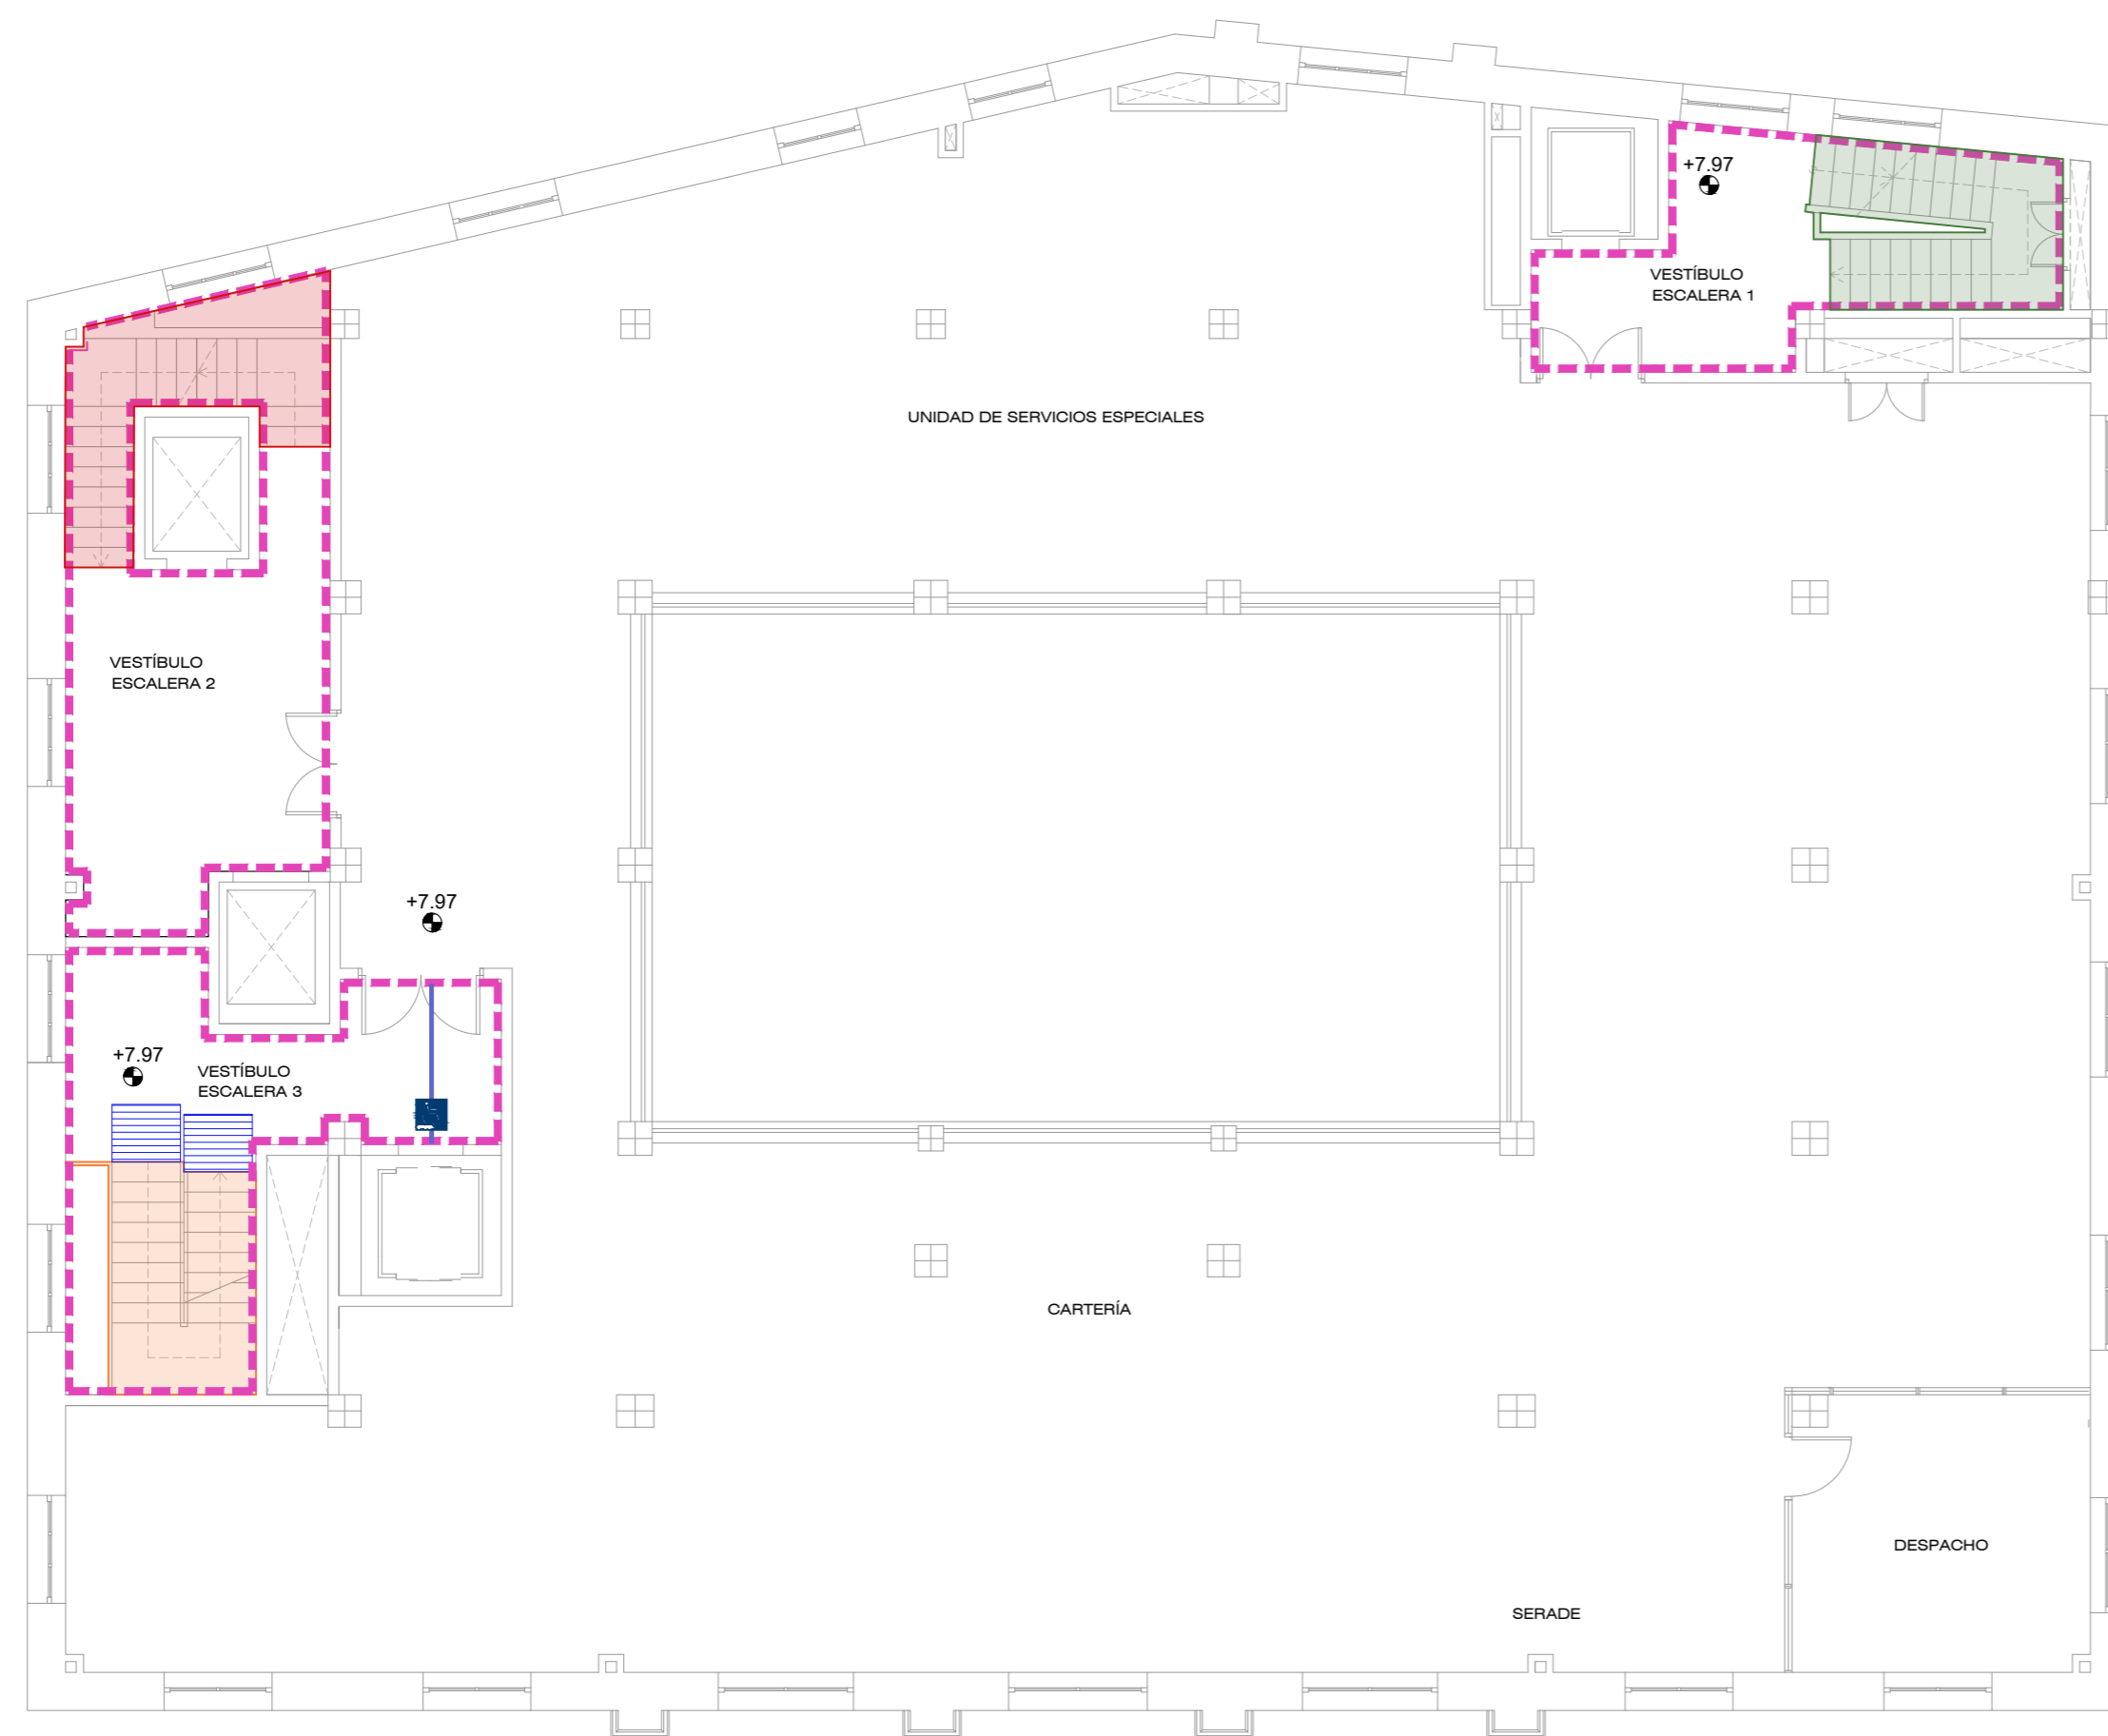 +7.97
VESTÍBULO
ESCALERA 1
UNIDAD DE SERVICIOS ESPECIALES
VESTÍBULO
ESCALERA 2
+7.97
+7.97
VESTÍBULO
ESCALERA 3
CARTERÍA
DESPACHO
SERADE